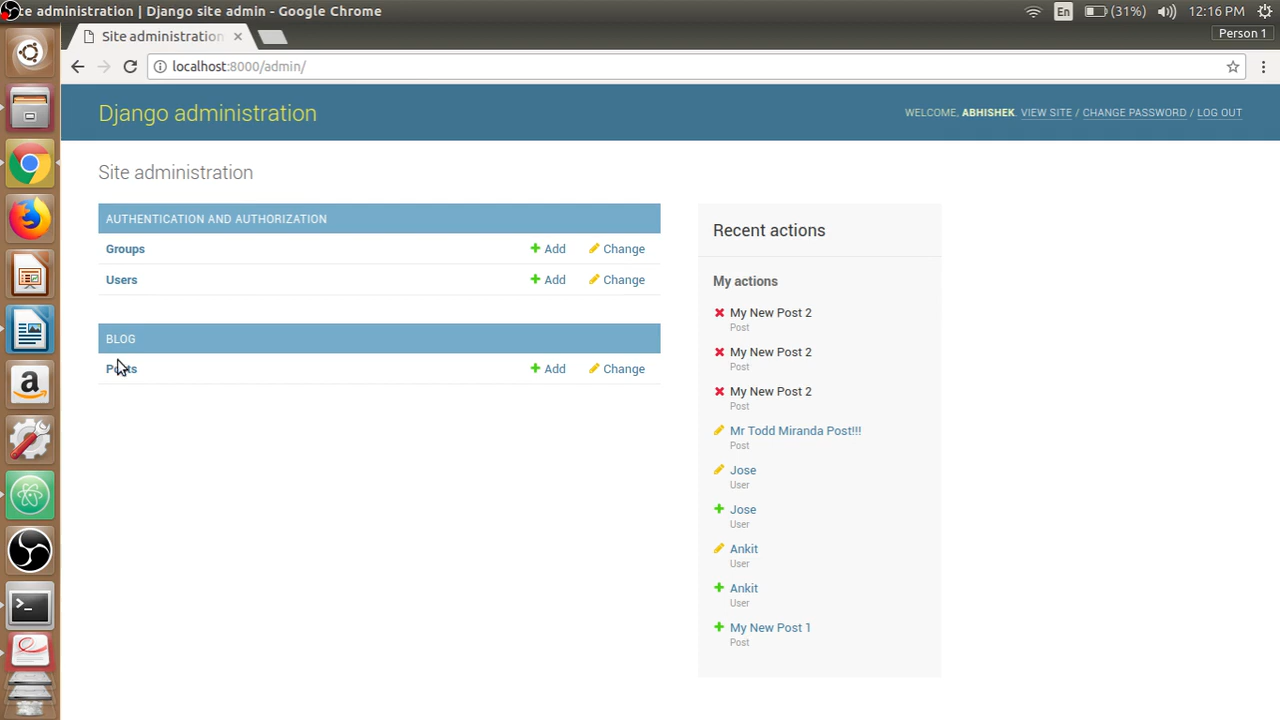 te administration | Django site admin - Google Chrome
En (31%) 12:16 PM
Site administration
Person 1
localhost:8000/admin/
Django administration
WELCOME, ABHISHEK. VIEW SITE / CHANGE PASSWORD / LOG OUT
Site administration
AUTHENTICATION AND AUTHORIZATION
Groups Add Change
Users Add Change
BLOG
Posts Add Change
Recent actions
My actions
My New Post 2
Post
My New Post 2
Post
My New Post 2
Post
Mr Todd Miranda Post!!!
Post
Jose
User
Jose
User
Ankit
User
Ankit
User
My New Post 1
Post